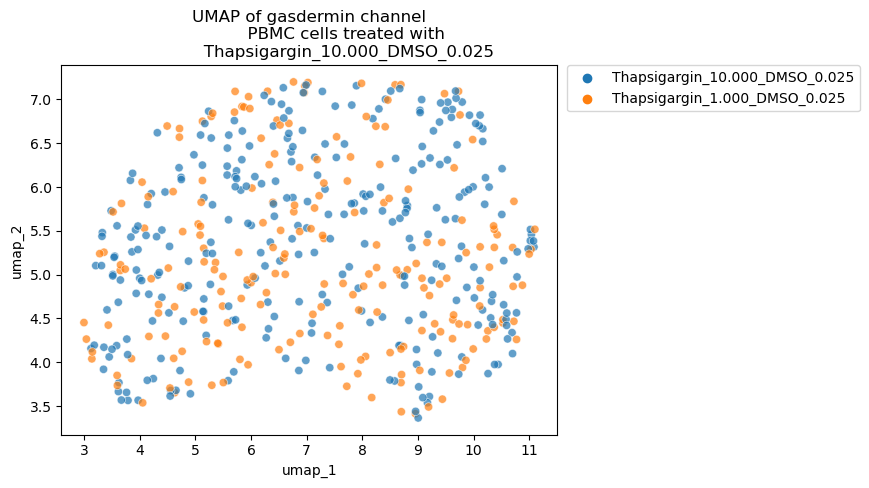 UMAP of gasdermin channel
PBMC cells treated with
Thapsigargin_10.000_DMSO_0.025
Thapsigargin_10.000_DMSO_0.025
Thapsigargin_1.000_DMSO_0.025
umap_2
7.0
6.5
6.0
5.5
5.0
4.5
4.0
3.5
3 4 5 6 7 8 9 10 11
umap_1